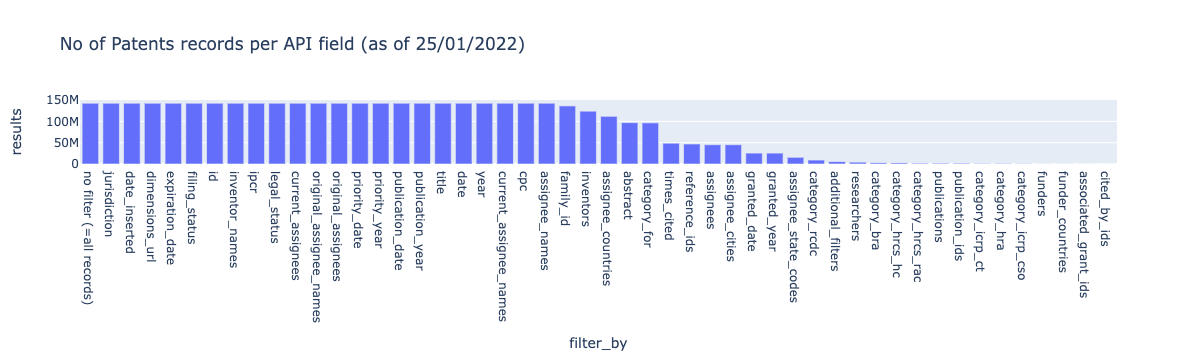 No of Patents records per API field (as of 25/01/2022)
results
150M
100M
50M
0
no filter (=all records)
jurisdiction
date_inserted
dimensions_url
expiration_date
filing_status
id
inventor_names
ipcr
legal_status
current_assignees
original_assignee_names
original_assignees
priority_date
priority_year
publication_date
publication_year
title
date
year
current_assignee_names
cpc
assignee_names
family_id
inventors
assignee_countries
abstract
category_for
times_cited
reference_ids
assignees
assignee_cities
granted_date
granted_year
assignee_state_codes
category_rcdc
additional_filters
researchers
category_bra
category_hrcs_hc
category_hrcs_rac
publications
publication_ids
category_icrp_ct
category_hra
category_icrp_cso
funders
funder_countries
associated_grant_ids
cited_by_ids
filter_by